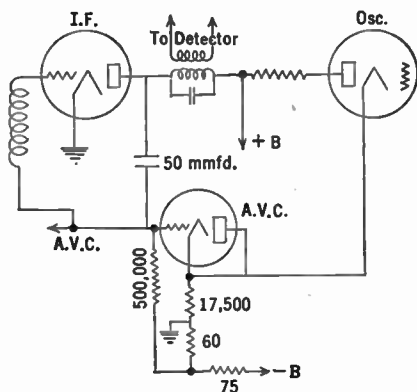 I.F.
Osc.
To Detector
+ B
50 mmfd.
A.V.C.
A.V.C.
500,000
17,500
60
75
- B